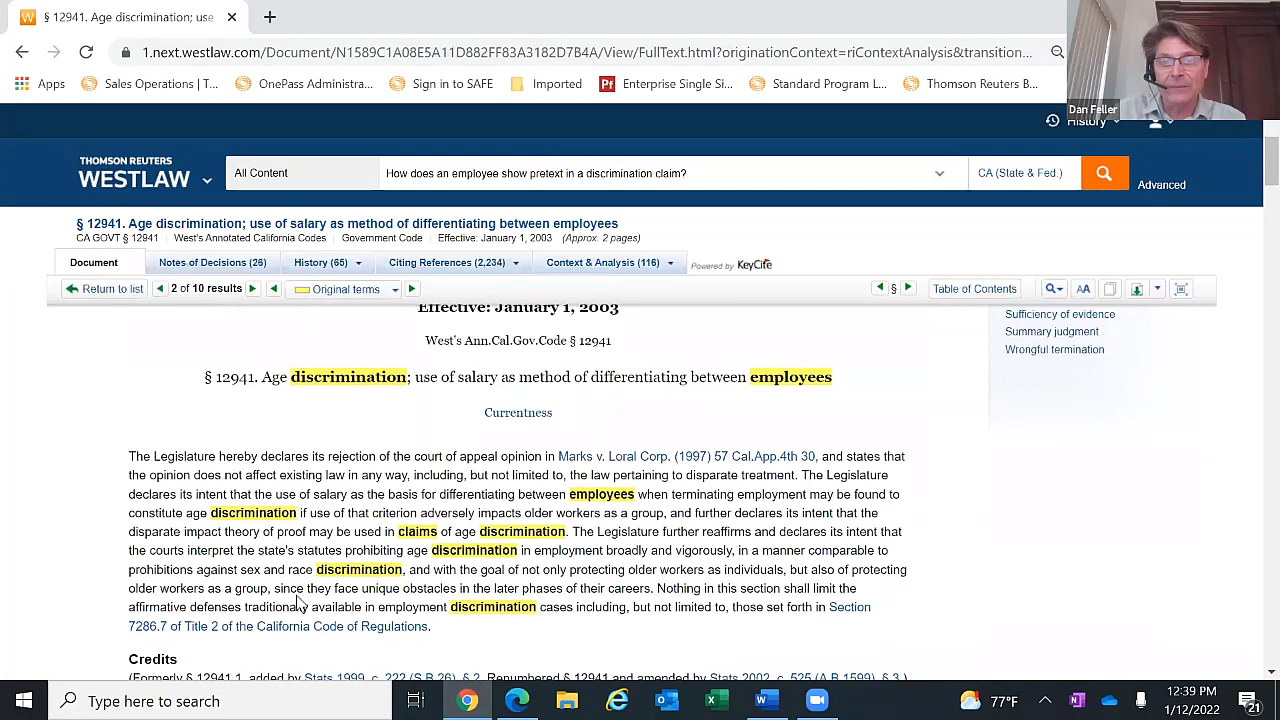 § 12941. Age discrimination; use
1.next.westlaw.com/Document/N1589C1A08E5A11D882FF83A318D7D7B4A/View/FullText.html?originationContext=riContextAnalysis&transition...
Apps Sales Operations | T... OnePass Administra... Sign in to SABE Imported Enterprise Single Si... Standard Program L... Thomson Reuters B...
Dan Feller
History
THOMSON REUTERS
WESTLAW
All Content How does an employee show pretext in a discrimination claim? CA (State & Fed.) Advanced
§ 12941. Age discrimination; use of salary as method of differentiating between employees
CA GOVT § 12941 West's Annotated California Codes Government Code Effective: January 1, 2003 (Approx. 2 pages)
Document Notes of Decisions (26) History (65) Citing References (2,234) Context & Analysis (116) Powered by KeyCite
Return to list 2 of 10 results Original terms § Table of Contents AA
Effective: January 1, 2003
Sufficiency of evidence
Summary judgment
Wrongful termination
West's Ann.Cal.Gov.Code § 12941
§ 12941. Age discrimination; use of salary as method of differentiating between employees
Currentness
The Legislature hereby declares its rejection of the court of appeal opinion in Marks v. Loral Corp. (1997) 57 Cal.App.4th 30, and states that
the opinion does not affect existing law in any way, including, but not limited to, the law pertaining to disparate treatment. The Legislature
declares its intent that the use of salary as the basis for differentiating between employees when terminating employment may be found to
constitute age discrimination if use of that criterion adversely impacts older workers as a group, and further declares its intent that the
disparate impact theory of proof may be used in claims of age discrimination. The Legislature further reaffirms and declares its intent that
the courts interpret the state's statutes prohibiting age discrimination in employment broadly and vigorously, in a manner comparable to
prohibitions against sex and race discrimination, and with the goal of not only protecting older workers as individuals, but also of protecting
older workers as a group, since they face unique obstacles in the later phases of their careers. Nothing in this section shall limit the
affirmative defenses traditionally available in employment discrimination cases including, but not limited to, those set forth in Section
7286.7 of Title 2 of the California Code of Regulations.
Credits
(Formerly § 12941.1, added by Stats.1999, c. 222 (S.B.26)
Type here to search
77°F
12:39 PM
1/12/2022
21